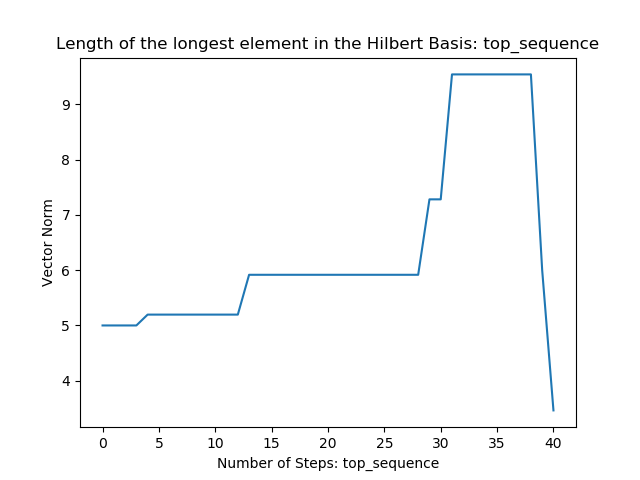 Length of the longest element in the Hilbert Basis: top_sequence
9
8
7
6
5
4
Vector Norm
0 5 10 15 20 25 30 35 40
Number of Steps: top_sequence